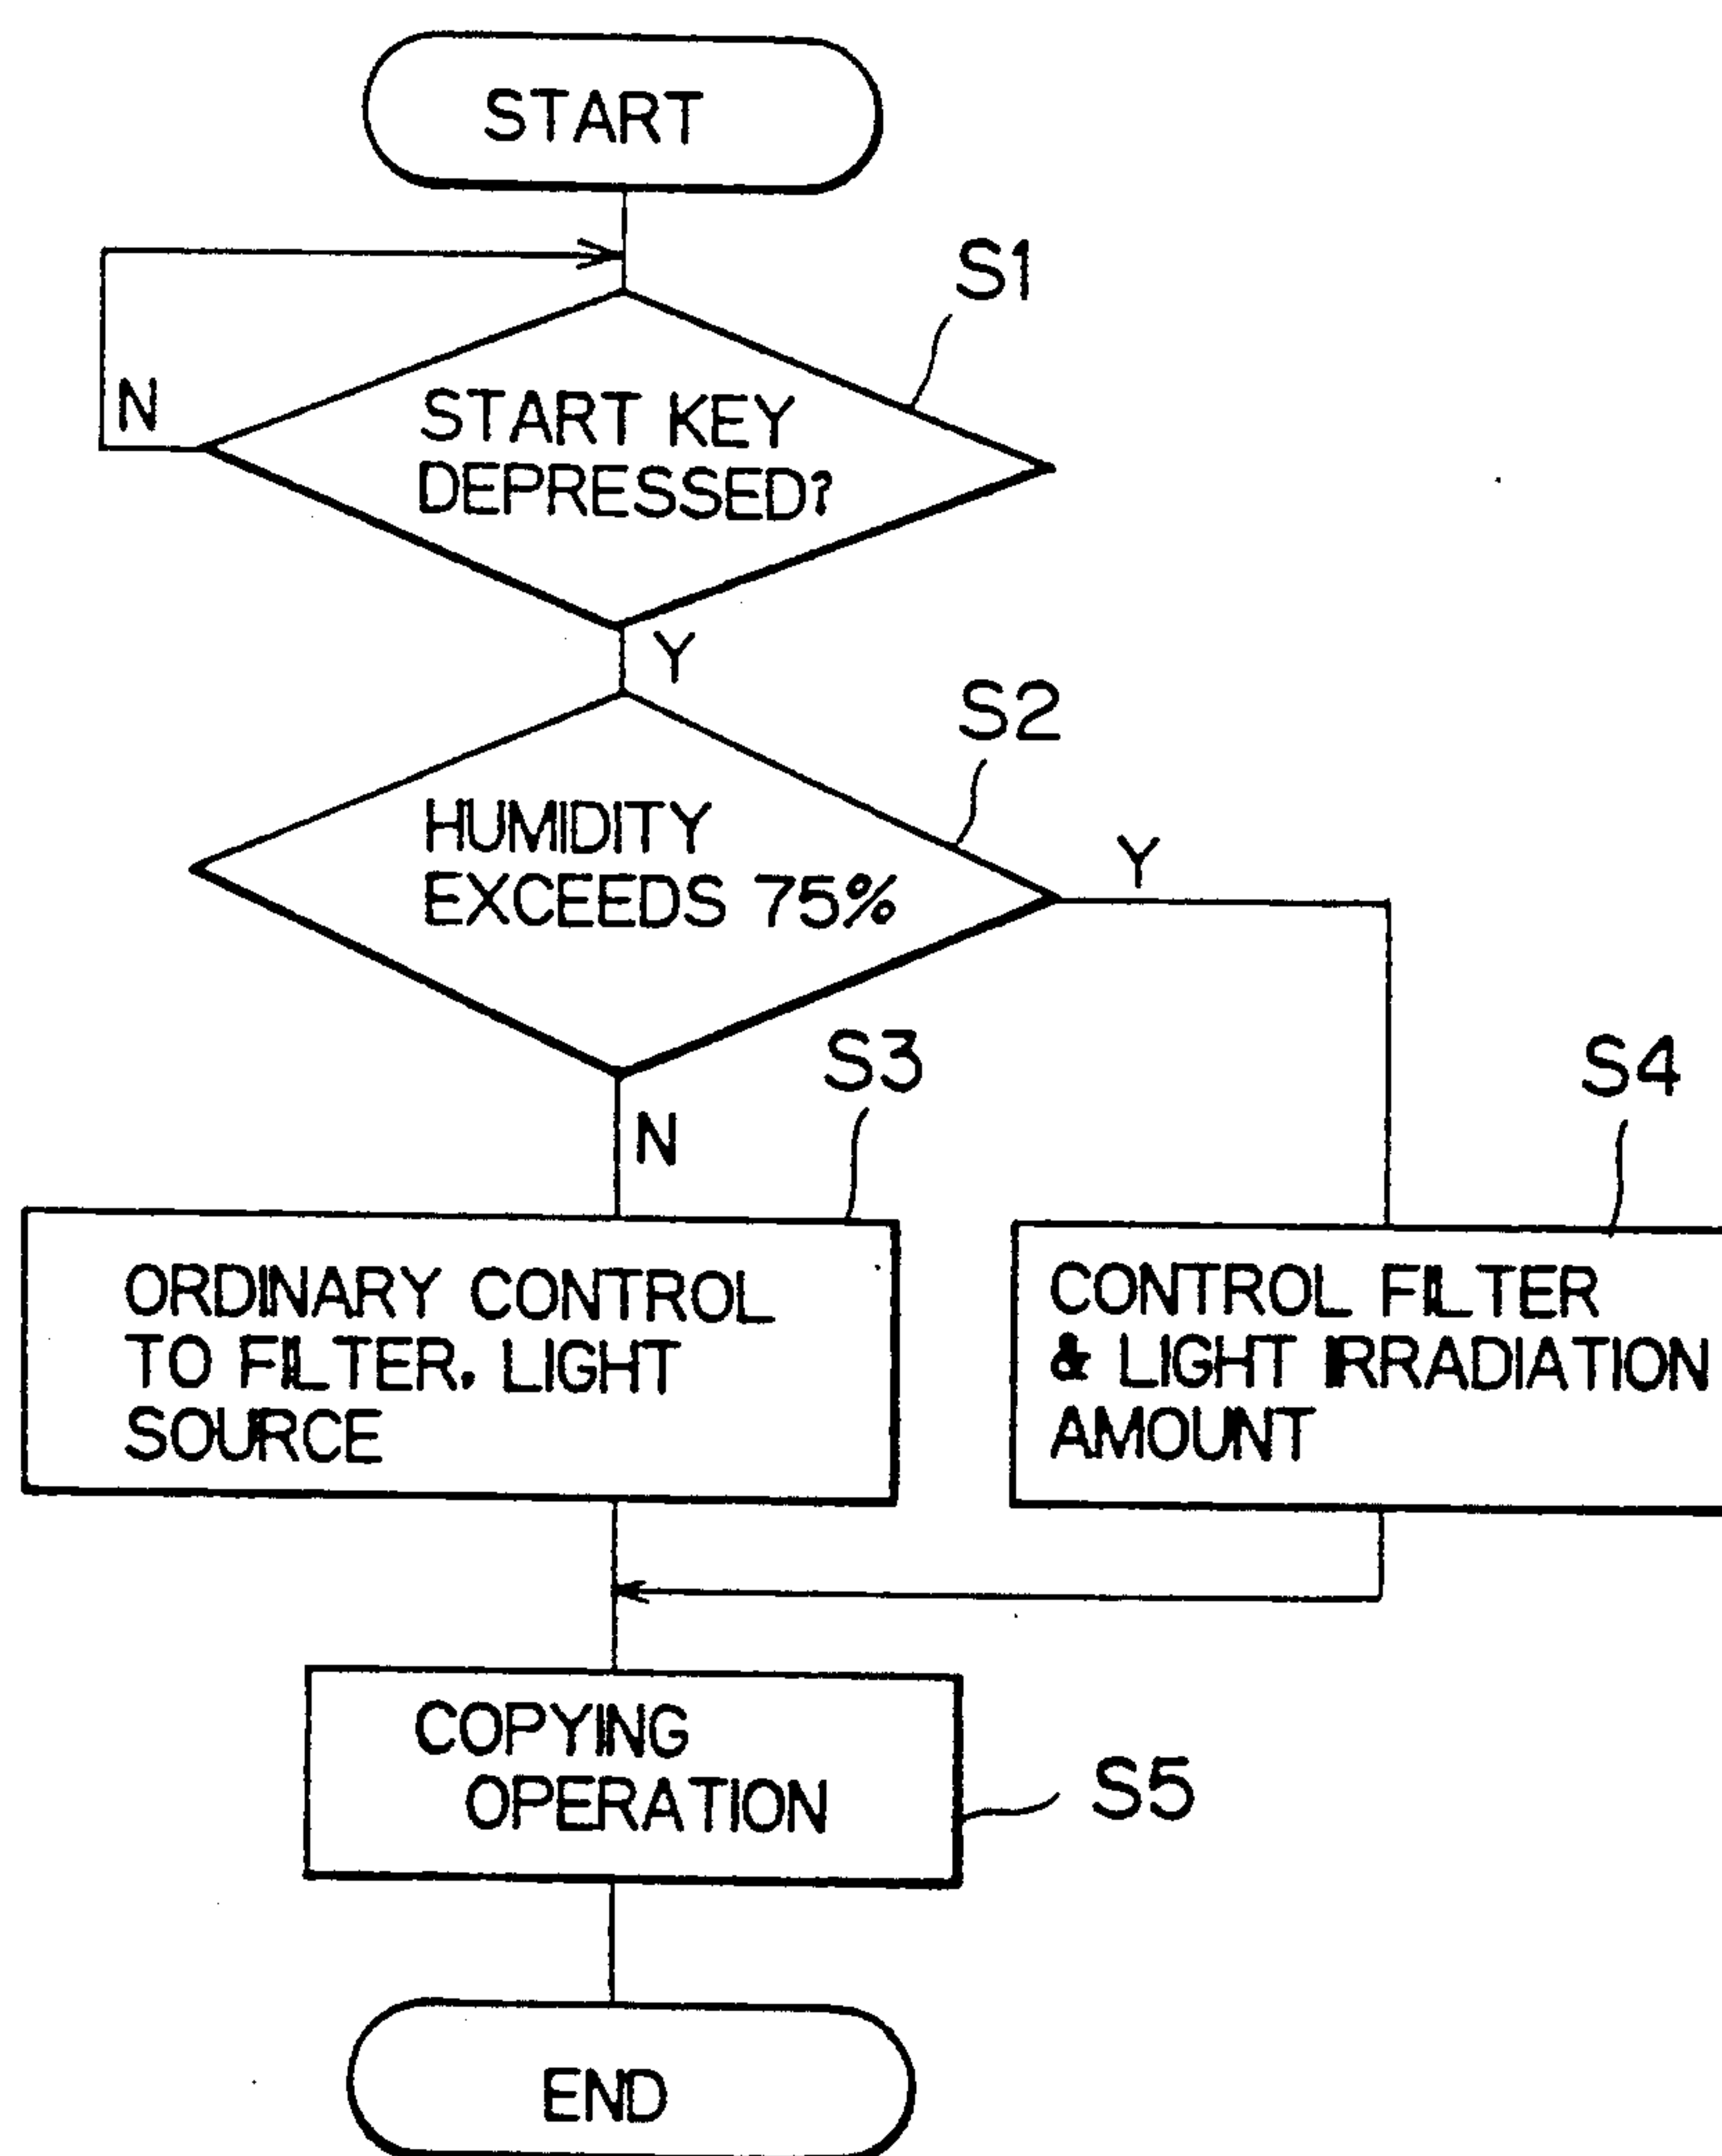 START
S1
N
START KEY
DEPRESSED?
Y
S2
HUMIDITY
EXCEEDS 75%
Y
S3
S4
N
ORDINARY CONTROL
TO FILTER. LIGHT
SOURCE
CONTROL FILTER
& LIGHT IRRADIATION
AMOUNT
COPYING
OPERATION
S5
END